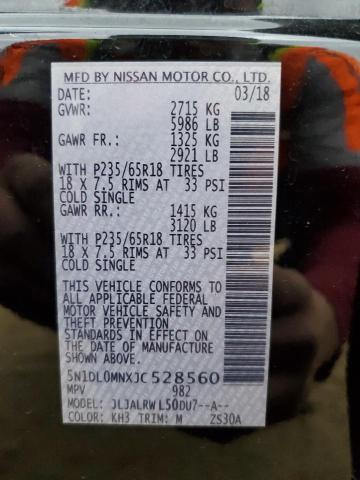 MFD BY NISSAN MOTOR CO., LTD.
DATE: 03/18
GVWR: 2715 KG
5986 LB
GAWR FR.: 1325 KG
2921 LB
WITH P235/65R18 TIRES
18 X 7.5 RIMS AT 33 PSI
COLD SINGLE
GAWR RR.: 1415 KG
3120 LB
WITH P235/65R18 TIRES
18 X 7.5 RIMS AT 33 PSI
COLD SINGLE
THIS VEHICLE CONFORMS TO
ALL APPLICABLE FEDERAL
MOTOR VEHICLE SAFETY AND
THEFT PREVENTION
STANDARDS IN EFFECT ON
THE DATE OF MANUFACTURE
SHOWN ABOVE.
5N1DL0MNXJC528560
MPV 982
MODEL: JLJALRWL50DU7--A--
COLOR: KH3 TRIM: M ZS30A